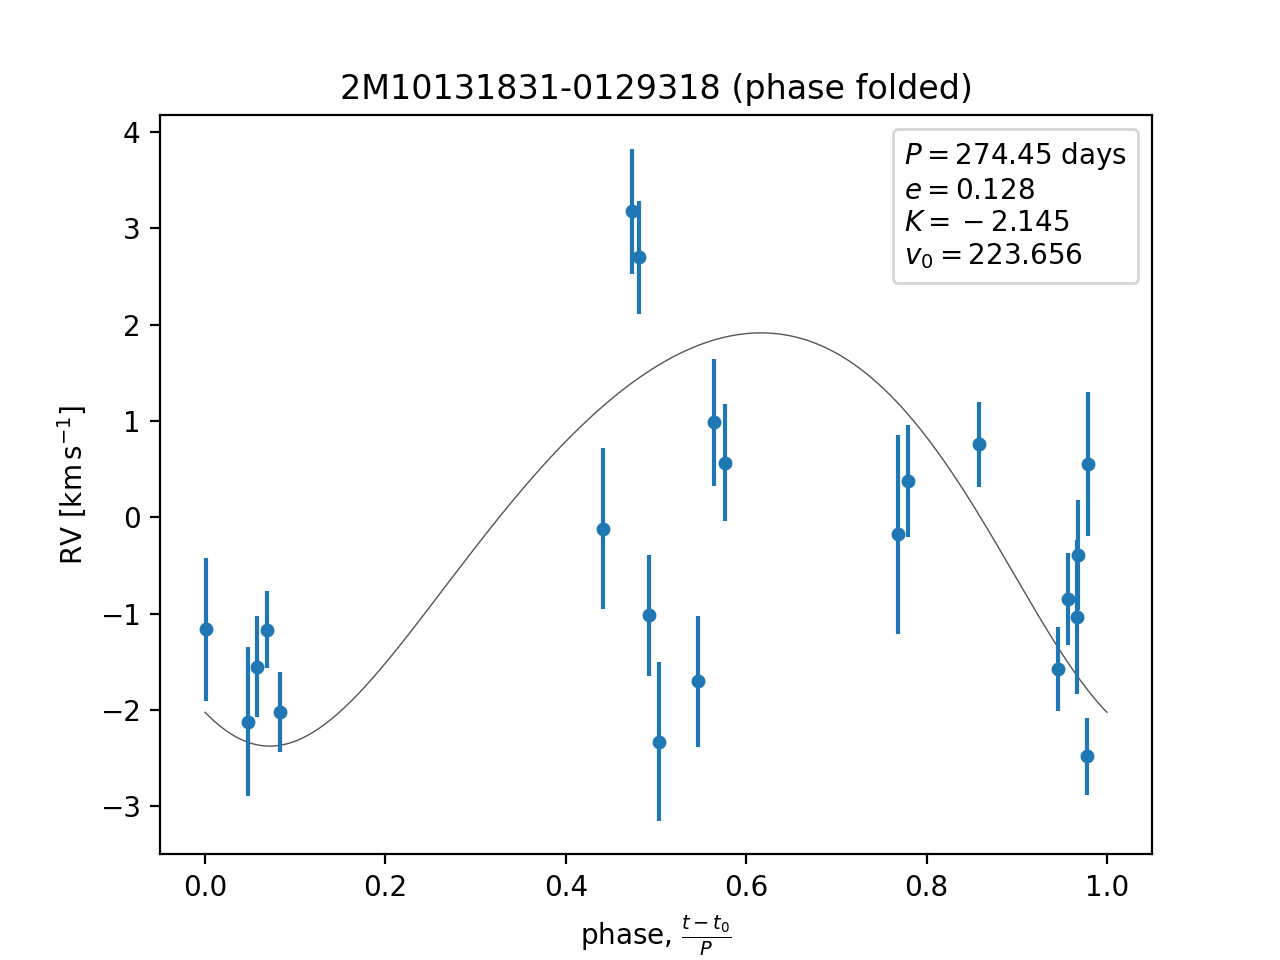 2M10131831-0129318 (phase folded)
P = 274.45 days
e = 0.128
K = −2.145
v₀ = 223.656
4
3
2
1
0
−1
−2
−3
RV [km s⁻¹]
0.0 0.2 0.4 0.6 0.8 1.0
phase, (t − t₀)/P